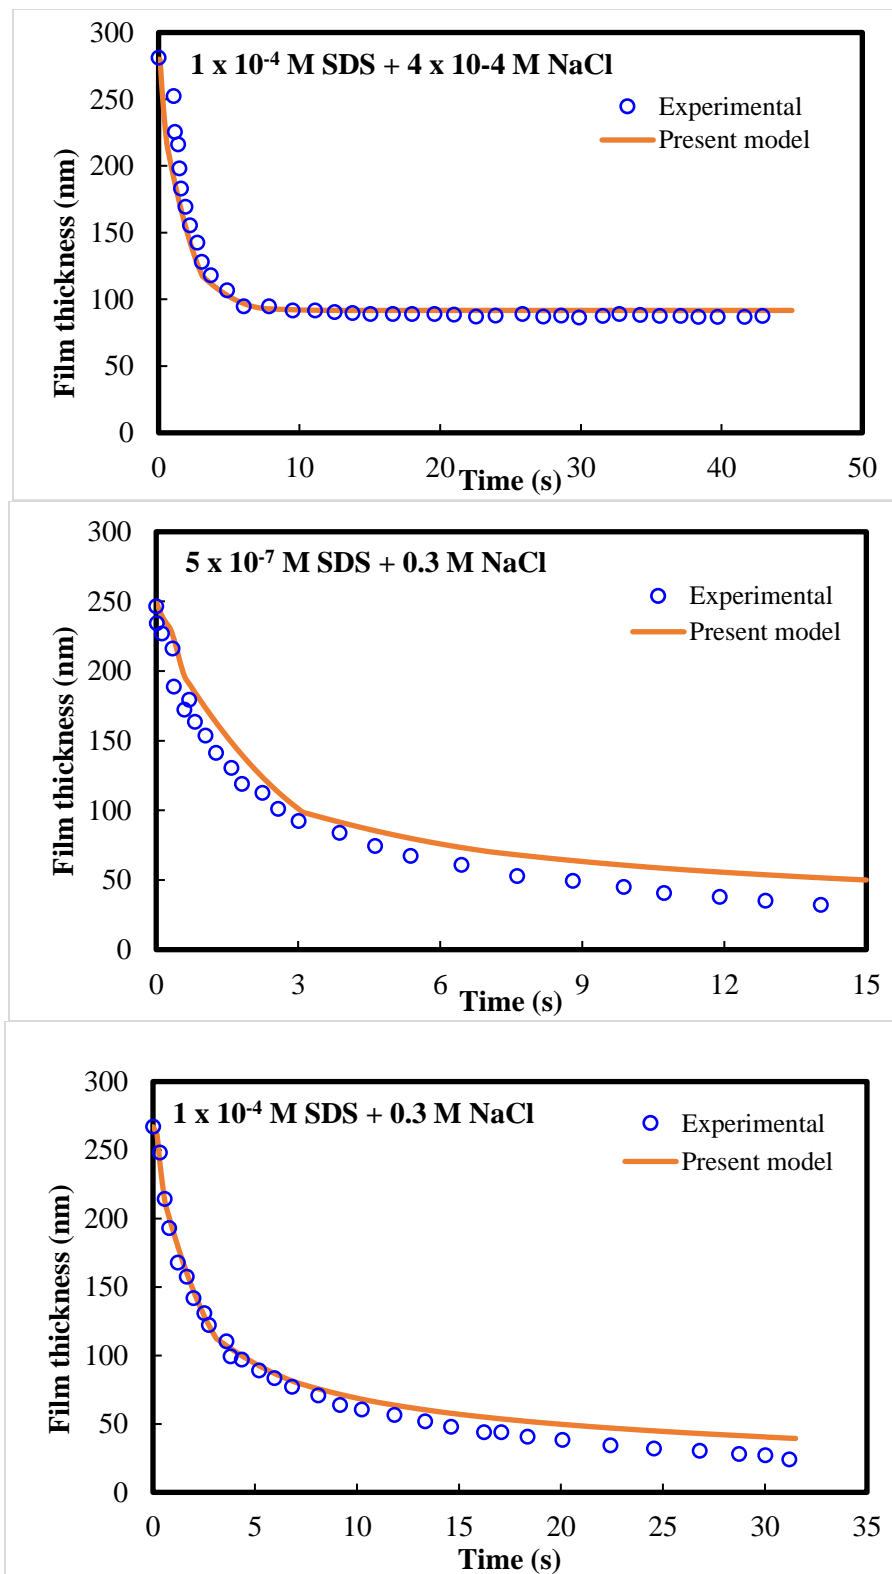 300
1 x 10⁻⁴ M SDS + 4 x 10-4 M NaCl
250
Experimental
Present model
200
150
100
50
0
Film thickness (nm)
0 10 20 30 40 50
Time (s)
300
5 x 10⁻⁷ M SDS + 0.3 M NaCl
250
Experimental
Present model
200
150
100
50
0
Film thickness (nm)
0 3 6 9 12 15
Time (s)
300
1 x 10⁻⁴ M SDS + 0.3 M NaCl
250
Experimental
Present model
200
150
100
50
0
Film thickness (nm)
0 5 10 15 20 25 30 35
Time (s)